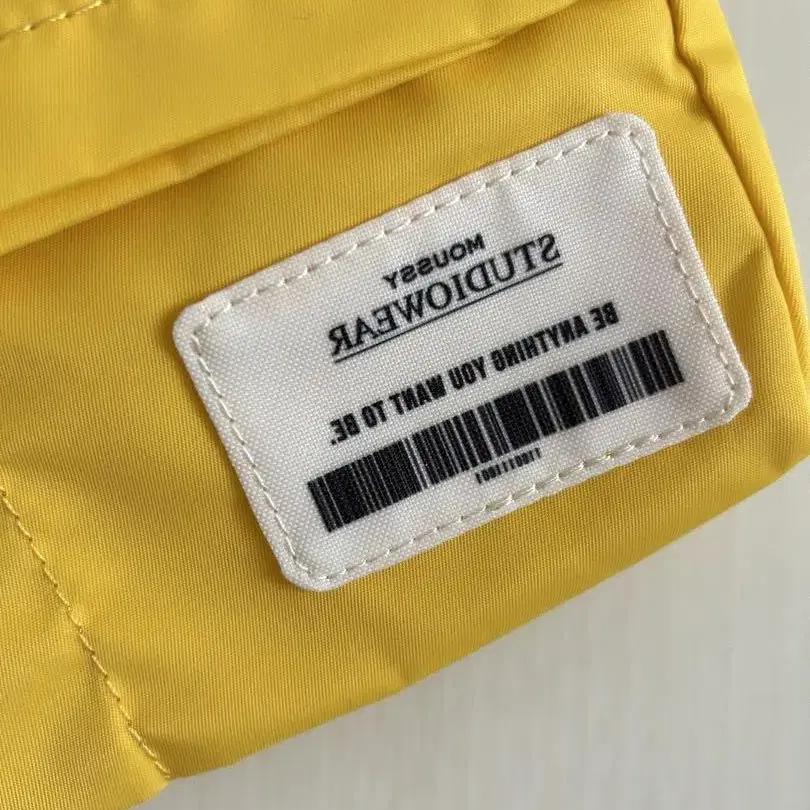 MOUSSY
STUDIOWEAR
BE ANYTHING YOU WANT TO BE.